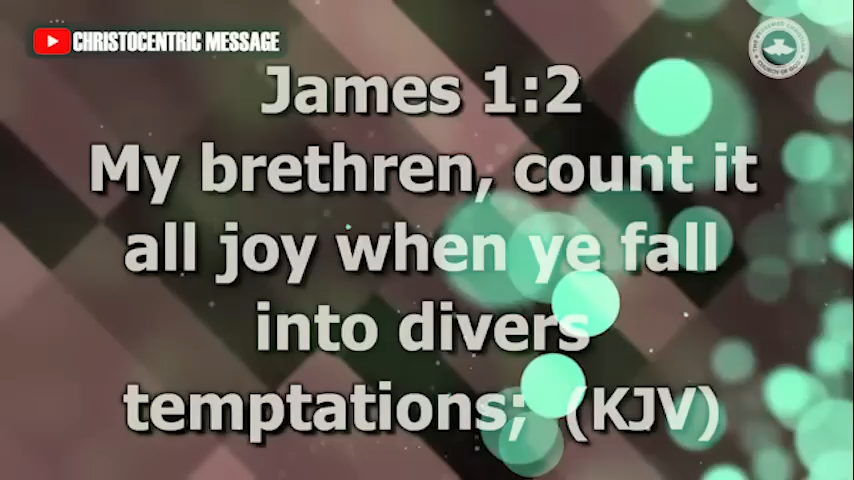 CHRISTOCENTRIC MESSAGE
James 1:2
My brethren, count it
all joy when ye fall
into divers
temptations; (KJV)